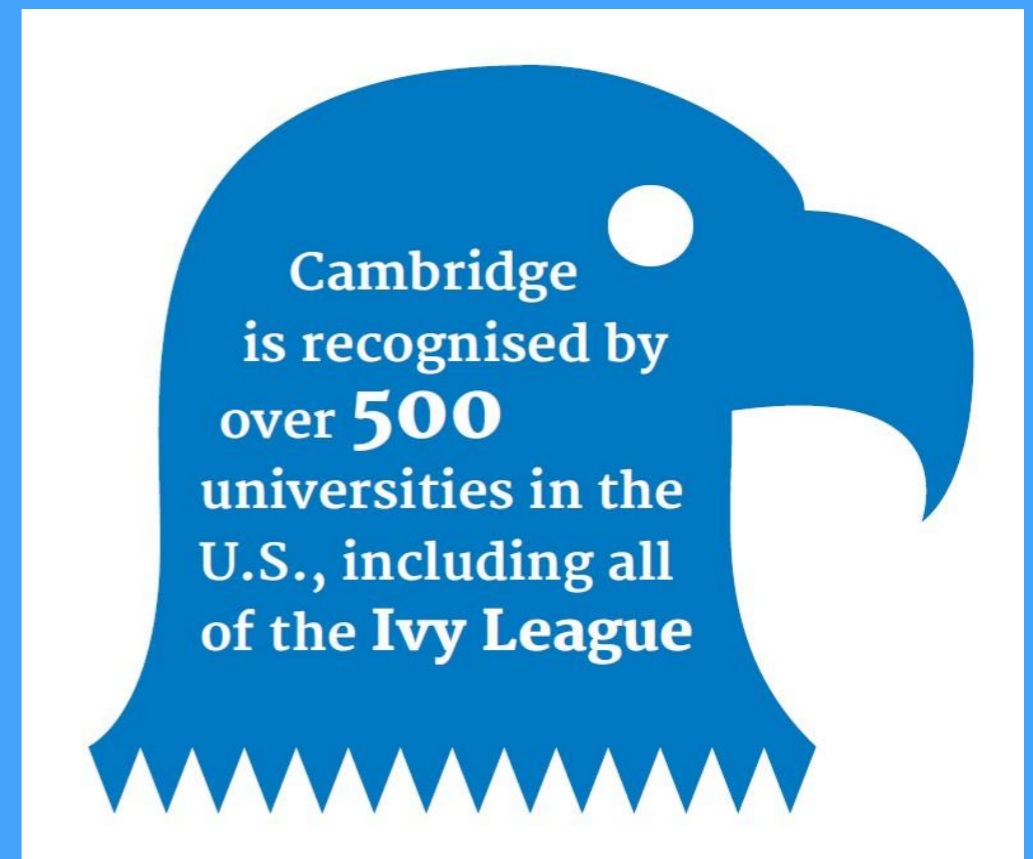 Cambridge
is recognised by
over 500
universities in the
U.S., including all
of the Ivy League